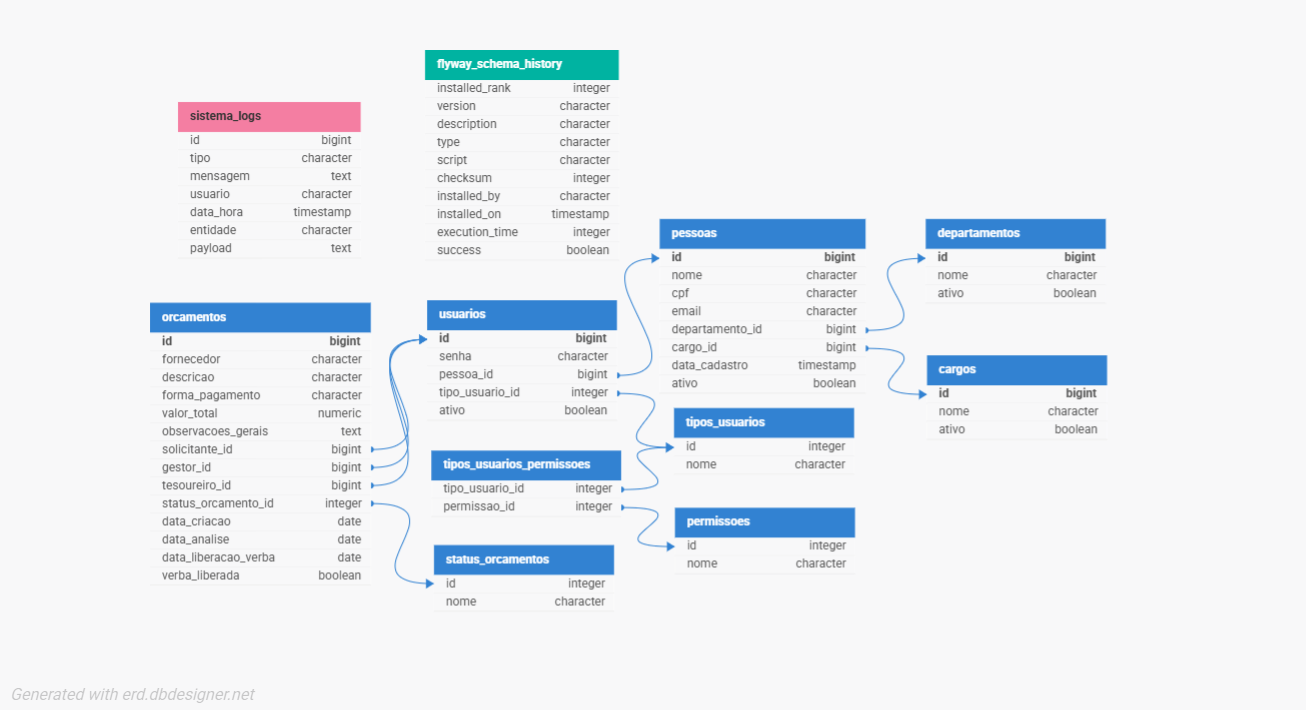 flyway_schema_history
installed_rank integer
version character
description character
type character
script character
checksum integer
installed_by character
installed_on timestamp
execution_time integer
success boolean
sistema_logs
id bigint
tipo character
mensagem text
usuario character
data_hora timestamp
entidade character
payload text
pessoas
id bigint
nome character
cpf character
email character
departamento_id bigint
cargo_id bigint
data_cadastro timestamp
ativo boolean
departamentos
id bigint
nome character
ativo boolean
orcamentos
id bigint
fornecedor character
descricao character
forma_pagamento character
valor_total numeric
observacoes_gerais text
solicitante_id bigint
gestor_id bigint
tesoureiro_id bigint
status_orcamento_id integer
data_criacao date
data_analise date
data_liberacao_verba date
verba_liberada boolean
usuarios
id bigint
senha character
pessoa_id bigint
tipo_usuario_id integer
ativo boolean
cargos
id bigint
nome character
ativo boolean
tipos_usuarios
id integer
nome character
tipos_usuarios_permissoes
tipo_usuario_id integer
permissao_id integer
permissoes
id integer
nome character
status_orcamentos
id integer
nome character
Generated with erd.dbdesigner.net